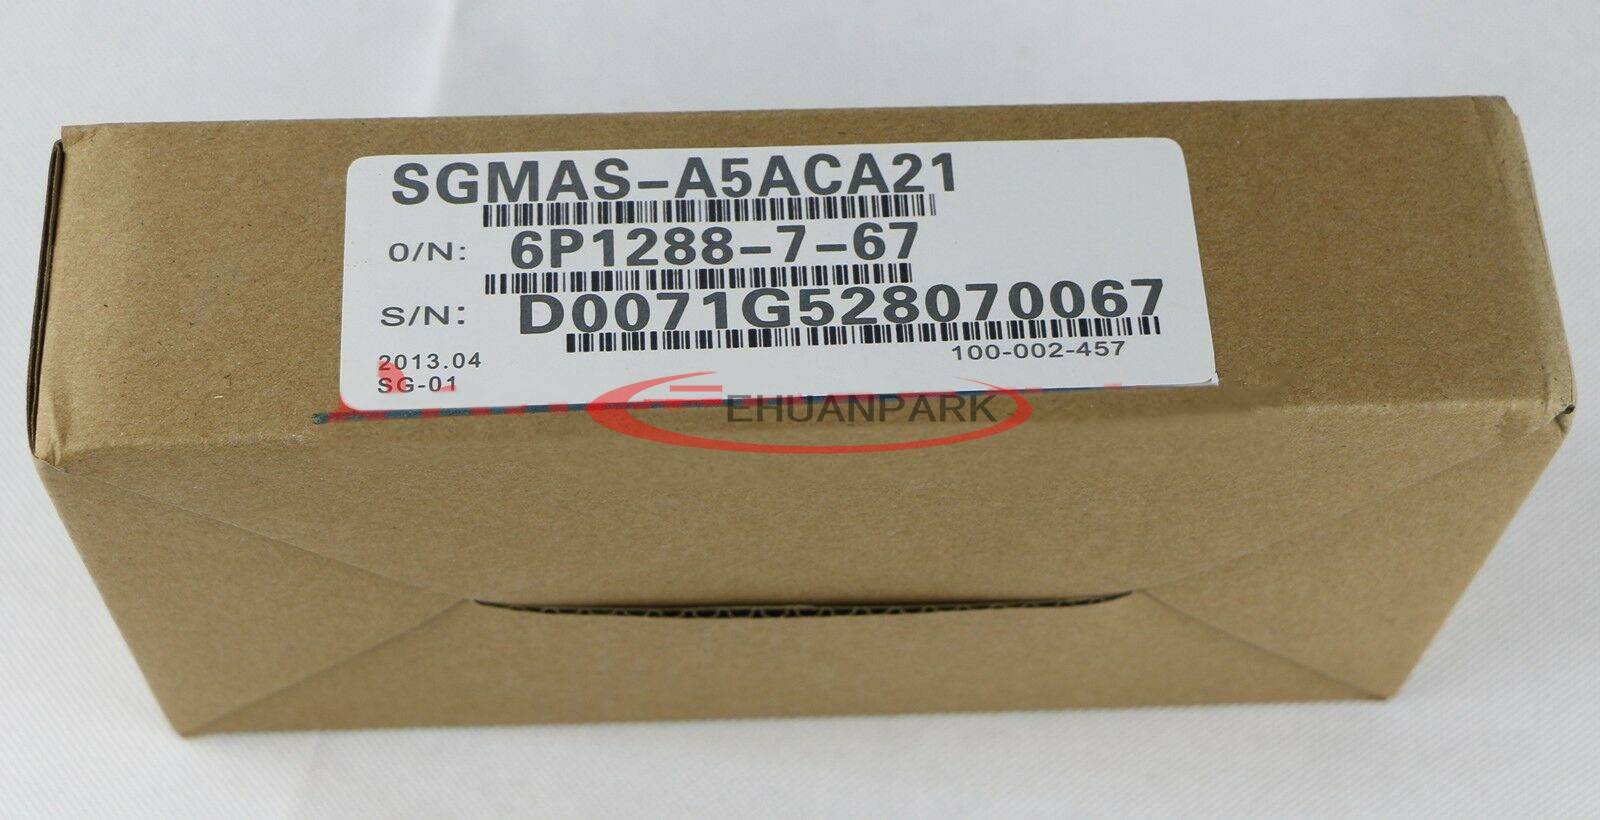 SGMAS-A5ACA21
O/N: 6P1288-7-67
S/N: D0071G528070067
2013.04 100-002-457
SG-01
EHUANPARK